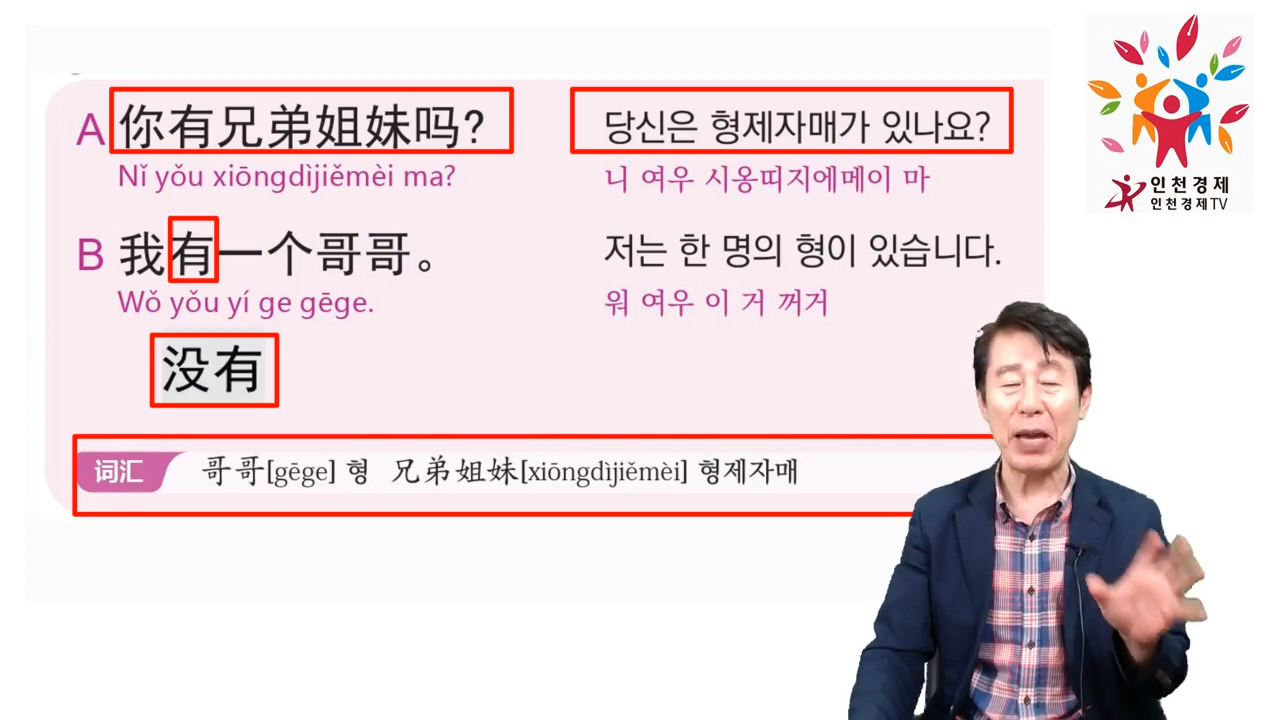 A 你有兄弟姐妹吗? 당신은 형제자매가 있나요?
Nǐ yǒu xiōngdìjiěmèi ma? 니 여우 시옹띠지에메이 마
B 我有一个哥哥。 저는 한 명의 형이 있습니다.
Wǒ yǒu yí ge gēge. 워 여우 이 거 꺼거
没有
词汇 哥哥[gēge] 형 兄弟姐妹[xiōngdìjiěmèi] 형제자매
인천경제
인천경제TV